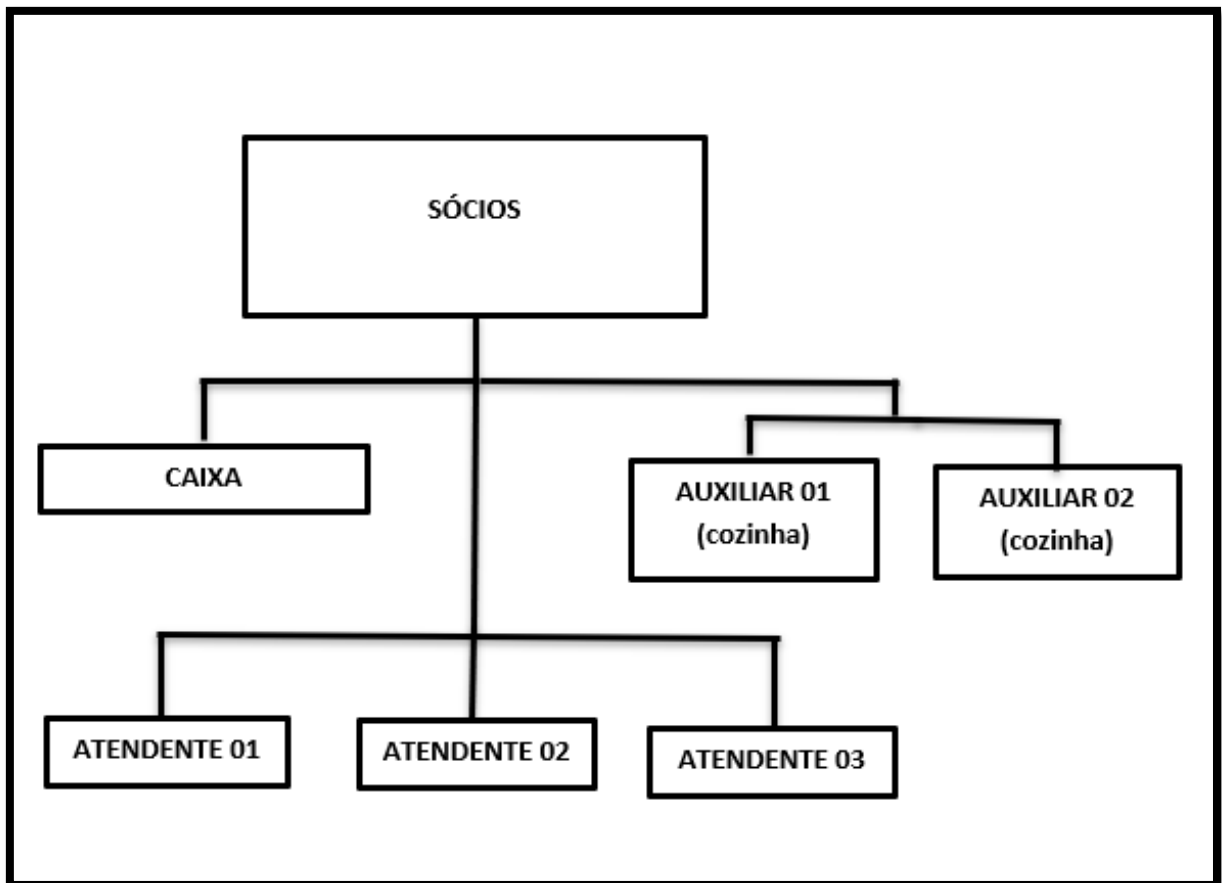 SÓCIOS
CAIXA
AUXILIAR 01
(cozinha)
AUXILIAR 02
(cozinha)
ATENDENTE 01
ATENDENTE 02
ATENDENTE 03